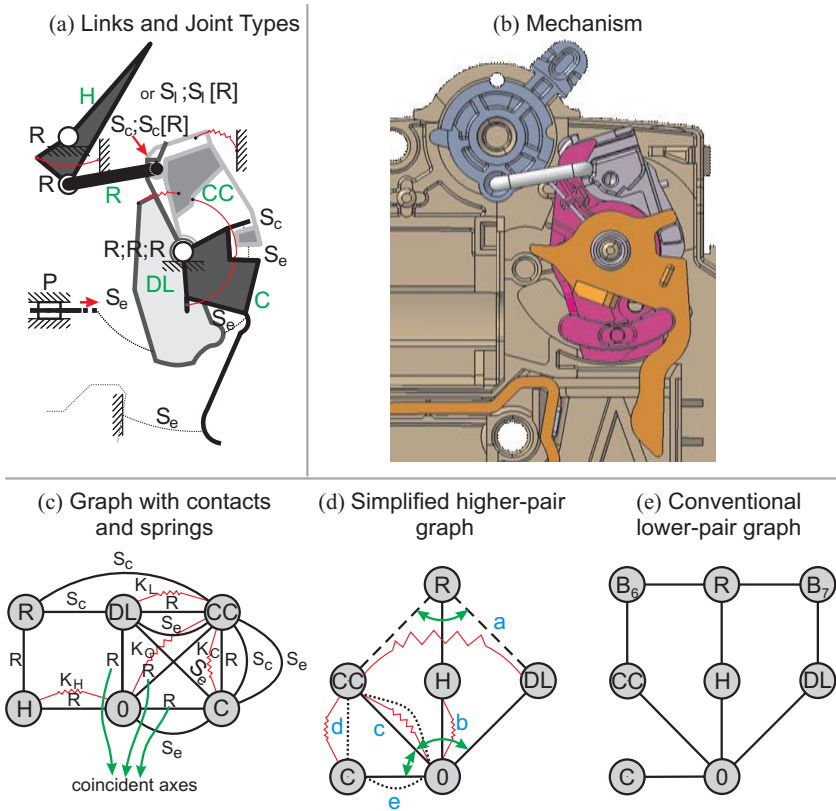 (a) Links and Joint Types
H
or S_l ;S_l [R]
R
S_c;S_c[R]
R
R
CC
S_c
R;R;R
S_e
DL
P
S_e
C
S_e
S_e
(b) Mechanism
(c) Graph with contacts
and springs
S_c
K_L
R
S_c
DL
R
CC
S_e
K_O
K_C
R
R
R
S_e
R
S_c
S_e
K_H
H
R
0
R
C
S_e
coincident axes
(d) Simplified higher-pair
graph
R
a
CC
H
DL
d
c
b
C
0
e
(e) Conventional
lower-pair graph
B_6
R
B_7
CC
H
DL
C
0